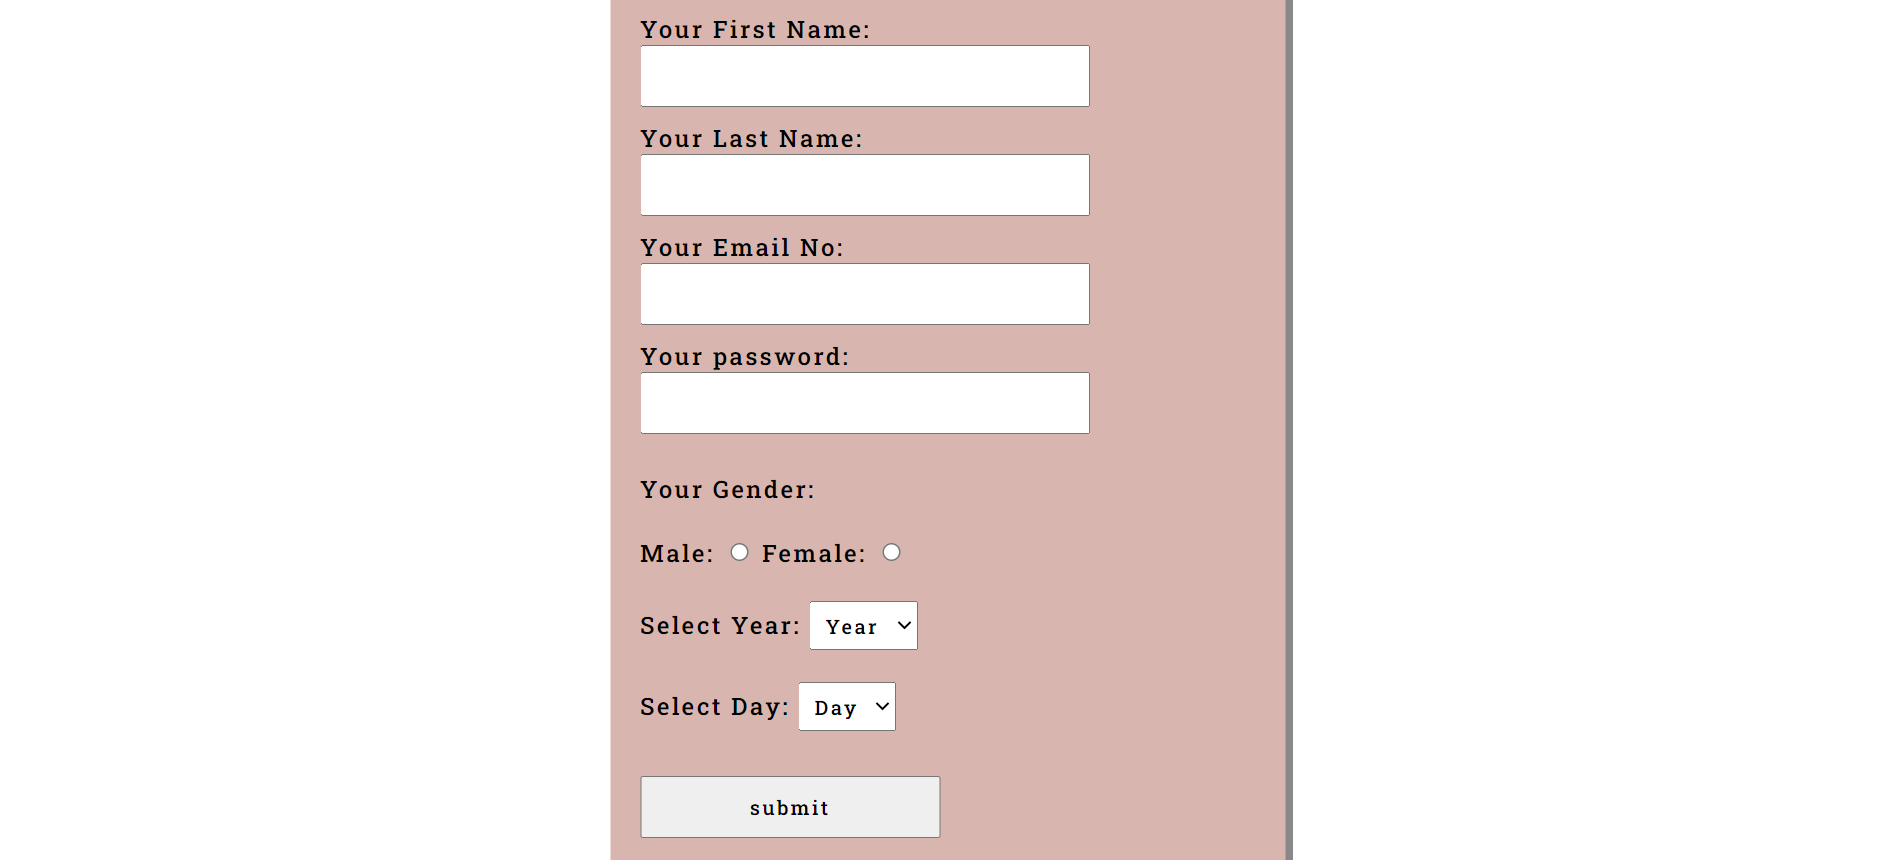 Your First Name:
Your Last Name:
Your Email No:
Your password:
Your Gender:
Male: Female:
Select Year: Year
Select Day: Day
submit